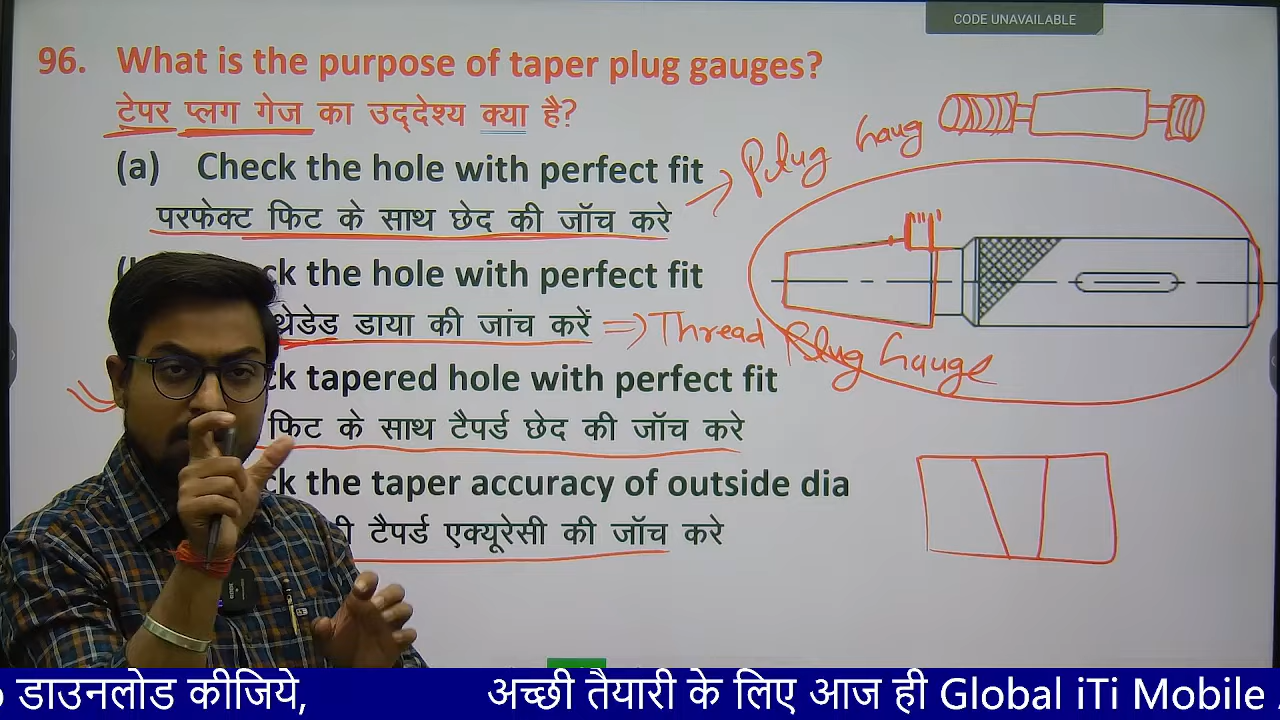 CODE UNAVAILABLE
96. What is the purpose of taper plug gauges?
टेपर प्लग गेज का उद्देश्य क्या है?
(a) Check the hole with perfect fit
Plug Gaug
परफेक्ट फिट के साथ छेद की जॉच करे
ck the hole with perfect fit
थ्रेडेड डाया की जांच करें => Thread Plug Gauge
ck tapered hole with perfect fit
फिट के साथ टैपर्ड छेद की जॉच करे
ck the taper accuracy of outside dia
टैपर्ड एक्यूरेसी की जॉच करे
डाउनलोड कीजिये, अच्छी तैयारी के लिए आज ही Global iTi Mobile